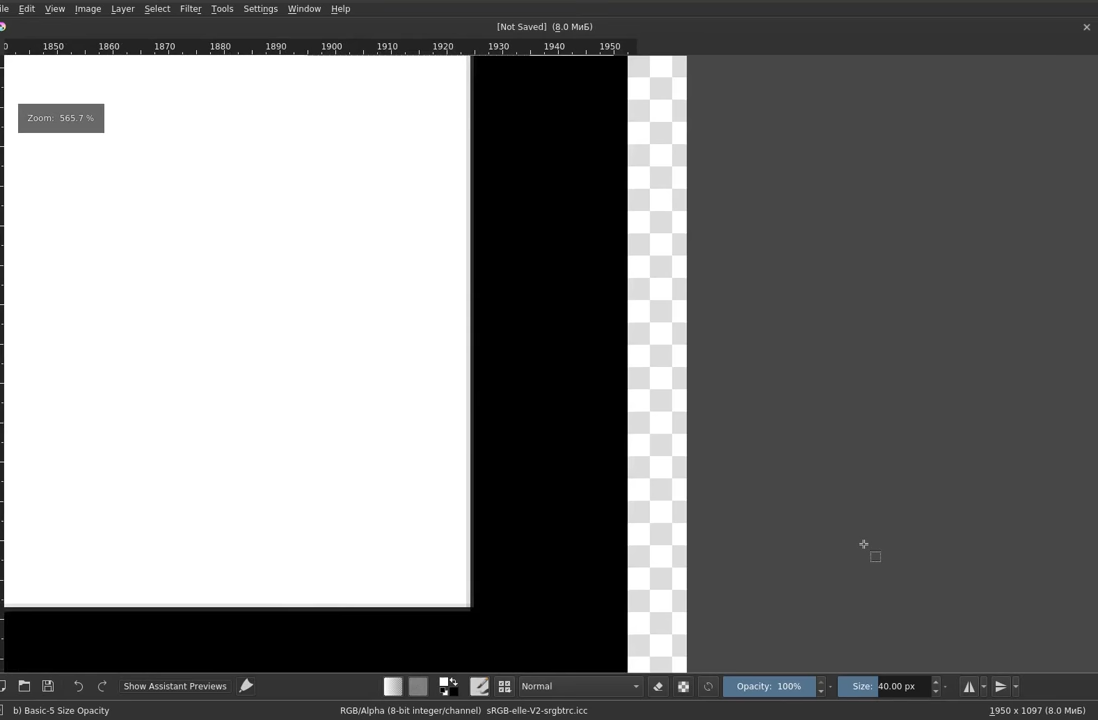 ile Edit View Image Layer Select Filter Tools Settings Window Help
[Not Saved] (8.0 МиБ)
0 1850 1860 1870 1880 1890 1900 1910 1920 1930 1940 1950
Zoom: 565.7 %
Show Assistant Previews Normal Opacity: 100% Size: 40.00 px
b) Basic-5 Size Opacity RGB/Alpha (8-bit integer/channel) sRGB-elle-V2-srgbtrc.icc 1950 x 1097 (8.0 МиБ)